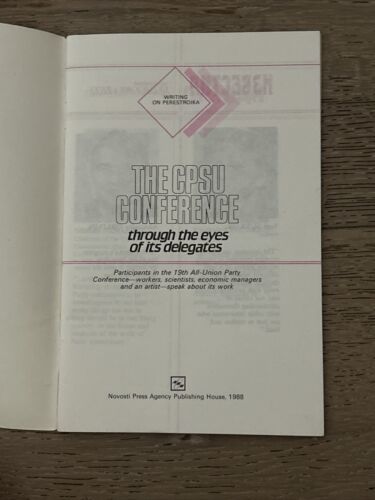 WRITING
ON PERESTROIKA
THE CPSU
CONFERENCE
through the eyes
of its delegates
Participants in the 19th All-Union Party
Conference—workers, scientists, economic managers
and an artist—speak about its work
Novosti Press Agency Publishing House, 1988